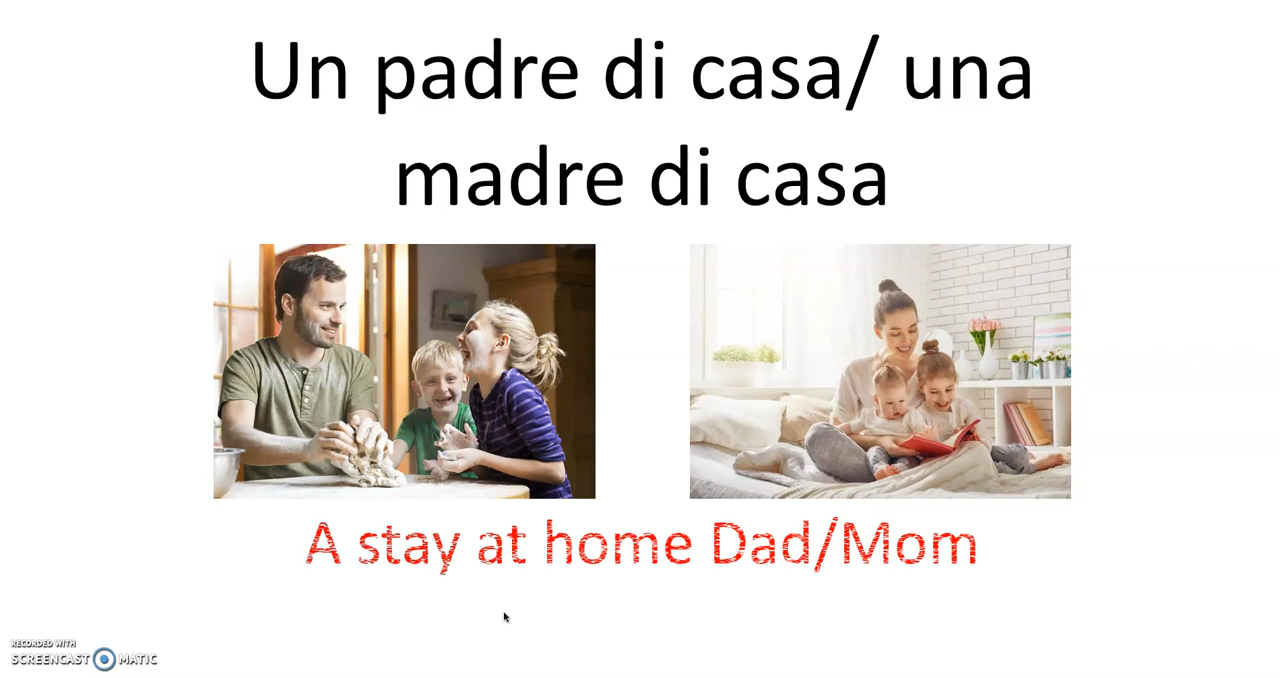 Un padre di casa/ una
madre di casa
A stay at home Dad/Mom
RECORDED WITH
SCREENCAST MATIC